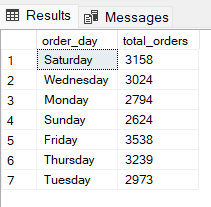 Results Messages
order_day total_orders
1 Saturday 3158
2 Wednesday 3024
3 Monday 2794
4 Sunday 2624
5 Friday 3538
6 Thursday 3239
7 Tuesday 2973